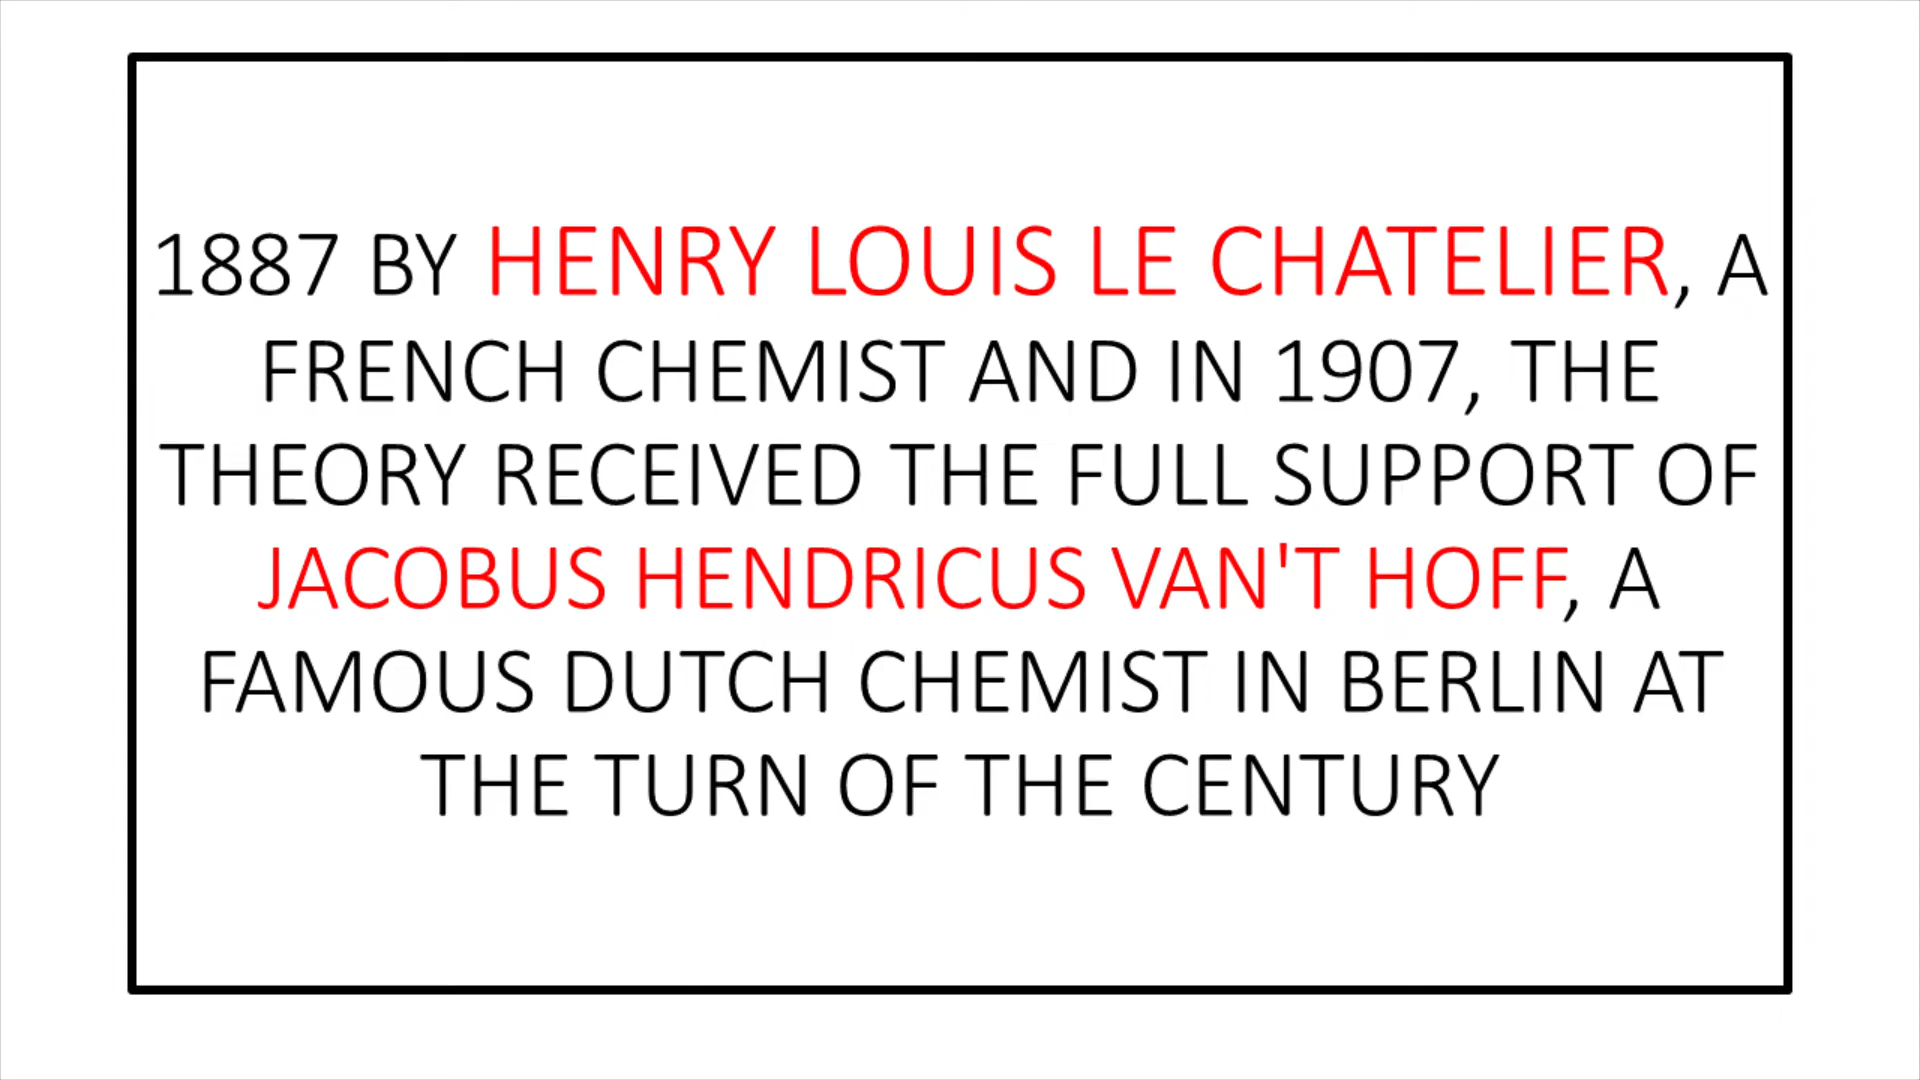 1887 BY HENRY LOUIS LE CHATELIER, A
FRENCH CHEMIST AND IN 1907, THE
THEORY RECEIVED THE FULL SUPPORT OF
JACOBUS HENDRICUS VAN'T HOFF, A
FAMOUS DUTCH CHEMIST IN BERLIN AT
THE TURN OF THE CENTURY